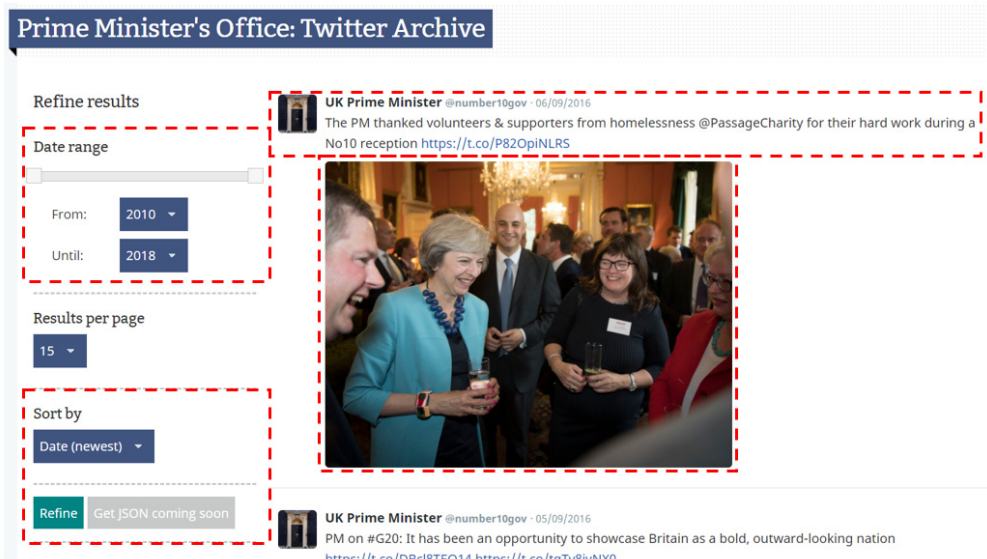 Prime Minister's Office: Twitter Archive
Refine results
Date range
From: 2010
Until: 2018
Results per page
15
Sort by
Date (newest)
Refine Get JSON coming soon
UK Prime Minister @number10gov · 06/09/2016
The PM thanked volunteers & supporters from homelessness @PassageCharity for their hard work during a
No10 reception https://t.co/P82OpiNLRS
UK Prime Minister @number10gov · 05/09/2016
PM on #G20: It has been an opportunity to showcase Britain as a bold, outward-looking nation